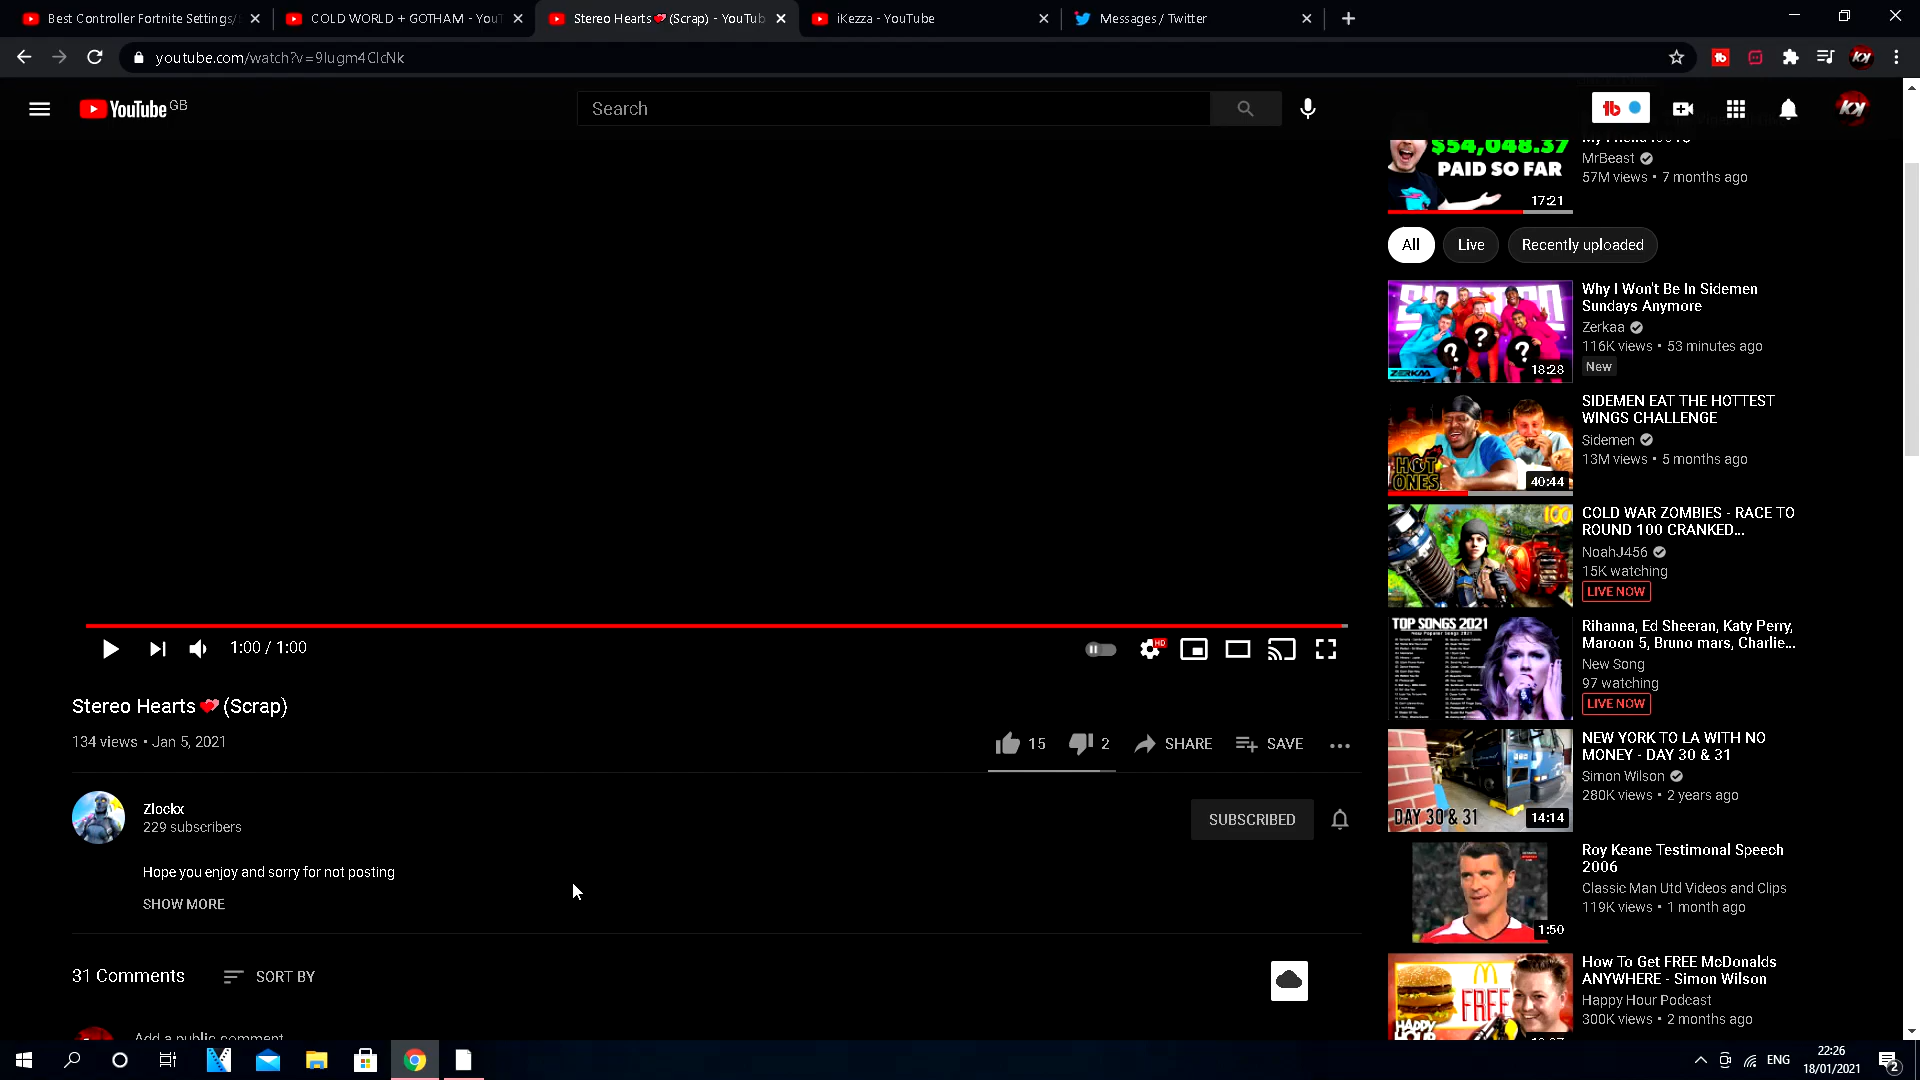 Best Controller Fortnite Settings/
COLD WORLD + GOTHAM - YouT
Stereo Hearts💕(Scrap) - YouTub
iKezza - YouTube
Messages / Twitter
youtube.com/watch?v=9lugm4ClcNk
YouTube GB
Search
$54,048.37
PAID SO FAR
17:21
MrBeast
57M views • 7 months ago
All
Live
Recently uploaded
ZERKAA
18:28
Why I Won't Be In Sidemen
Sundays Anymore
Zerkaa
116K views • 53 minutes ago
New
HOT
ONES
40:44
SIDEMEN EAT THE HOTTEST
WINGS CHALLENGE
Sidemen
13M views • 5 months ago
COLD WAR ZOMBIES - RACE TO
ROUND 100 CRANKED...
NoahJ456
15K watching
LIVE NOW
TOP SONGS 2021
Rihanna, Ed Sheeran, Katy Perry,
Maroon 5, Bruno mars, Charlie...
New Song
97 watching
LIVE NOW
DAY 30 & 31
14:14
NEW YORK TO LA WITH NO
MONEY - DAY 30 & 31
Simon Wilson
280K views • 2 years ago
1:50
Roy Keane Testimonal Speech
2006
Classic Man Utd Videos and Clips
119K views • 1 month ago
FREE
HAPPY
HOUR
How To Get FREE McDonalds
ANYWHERE - Simon Wilson
Happy Hour Podcast
300K views • 2 months ago
1:00 / 1:00
HD
Stereo Hearts💕(Scrap)
134 views • Jan 5, 2021
15
2
SHARE
SAVE
Zlockx
229 subscribers
SUBSCRIBED
Hope you enjoy and sorry for not posting
SHOW MORE
31 Comments
SORT BY
Add a public comment
ENG
22:26
18/01/2021
2